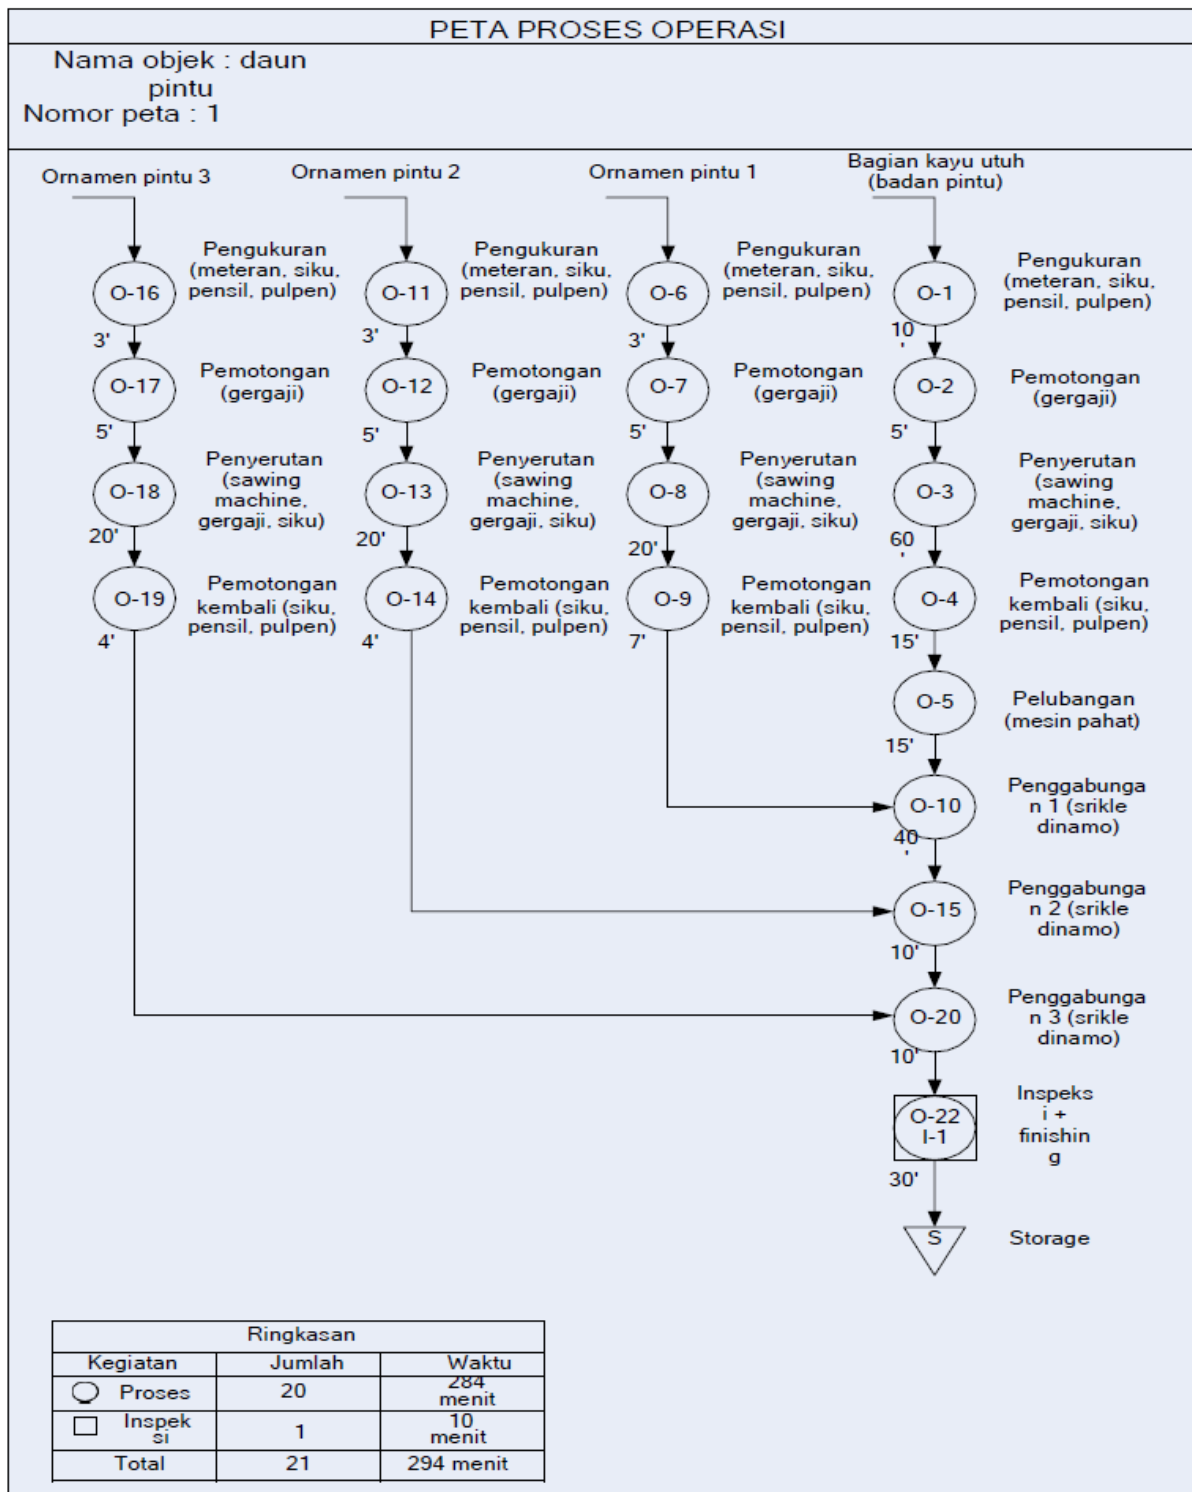 PETA PROSES OPERASI
Nama objek : daun
pintu
Nomor peta : 1
Ornamen pintu 3
Ornamen pintu 2
Ornamen pintu 1
Bagian kayu utuh
(badan pintu)
O-16
Pengukuran
(meteran, siku,
pensil, pulpen)
3'
O-17
Pemotongan
(gergaji)
5'
O-18
Penyerutan
(sawing
machine,
gergaji, siku)
20'
O-19
Pemotongan
kembali (siku,
pensil, pulpen)
4'
O-11
Pengukuran
(meteran, siku,
pensil, pulpen)
3'
O-12
Pemotongan
(gergaji)
5'
O-13
Penyerutan
(sawing
machine,
gergaji, siku)
20'
O-14
Pemotongan
kembali (siku,
pensil, pulpen)
4'
O-6
Pengukuran
(meteran, siku,
pensil, pulpen)
3'
O-7
Pemotongan
(gergaji)
5'
O-8
Penyerutan
(sawing
machine,
gergaji, siku)
20'
O-9
Pemotongan
kembali (siku,
pensil, pulpen)
7'
O-1
Pengukuran
(meteran, siku,
pensil, pulpen)
10
'
O-2
Pemotongan
(gergaji)
5'
O-3
Penyerutan
(sawing
machine,
gergaji, siku)
60
'
O-4
Pemotongan
kembali (siku,
pensil, pulpen)
15'
O-5
Pelubangan
(mesin pahat)
15'
O-10
Penggabunga
n 1 (srikle
dinamo)
40
'
O-15
Penggabunga
n 2 (srikle
dinamo)
10'
O-20
Penggabunga
n 3 (srikle
dinamo)
10'
O-22
I-1
Inspeks
i +
finishin
g
30'
S
Storage
Ringkasan
Kegiatan Jumlah Waktu
Proses 20 284
menit
Inspek
si 1 10
menit
Total 21 294 menit